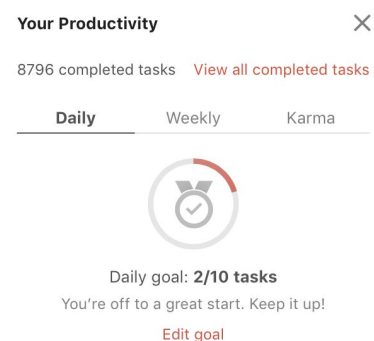 Your Productivity
8796 completed tasks View all completed tasks
Daily Weekly Karma
Daily goal: 2/10 tasks
You're off to a great start. Keep it up!
Edit goal